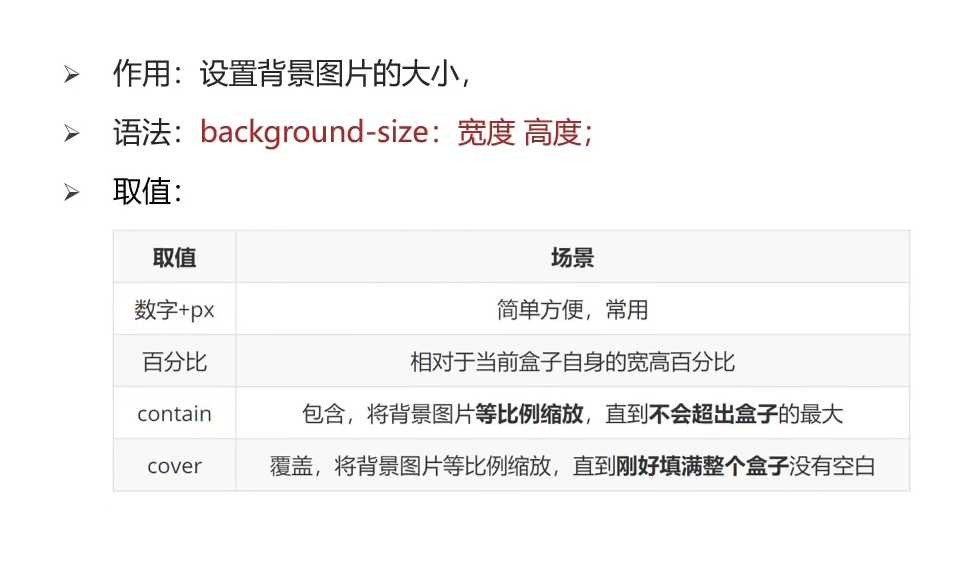 作用：设置背景图片的大小，
语法：background-size：宽度 高度；
取值：
取值 场景
数字+px 简单方便，常用
百分比 相对于当前盒子自身的宽高百分比
contain 包含，将背景图片等比例缩放，直到不会超出盒子的最大
cover 覆盖，将背景图片等比例缩放，直到刚好填满整个盒子没有空白